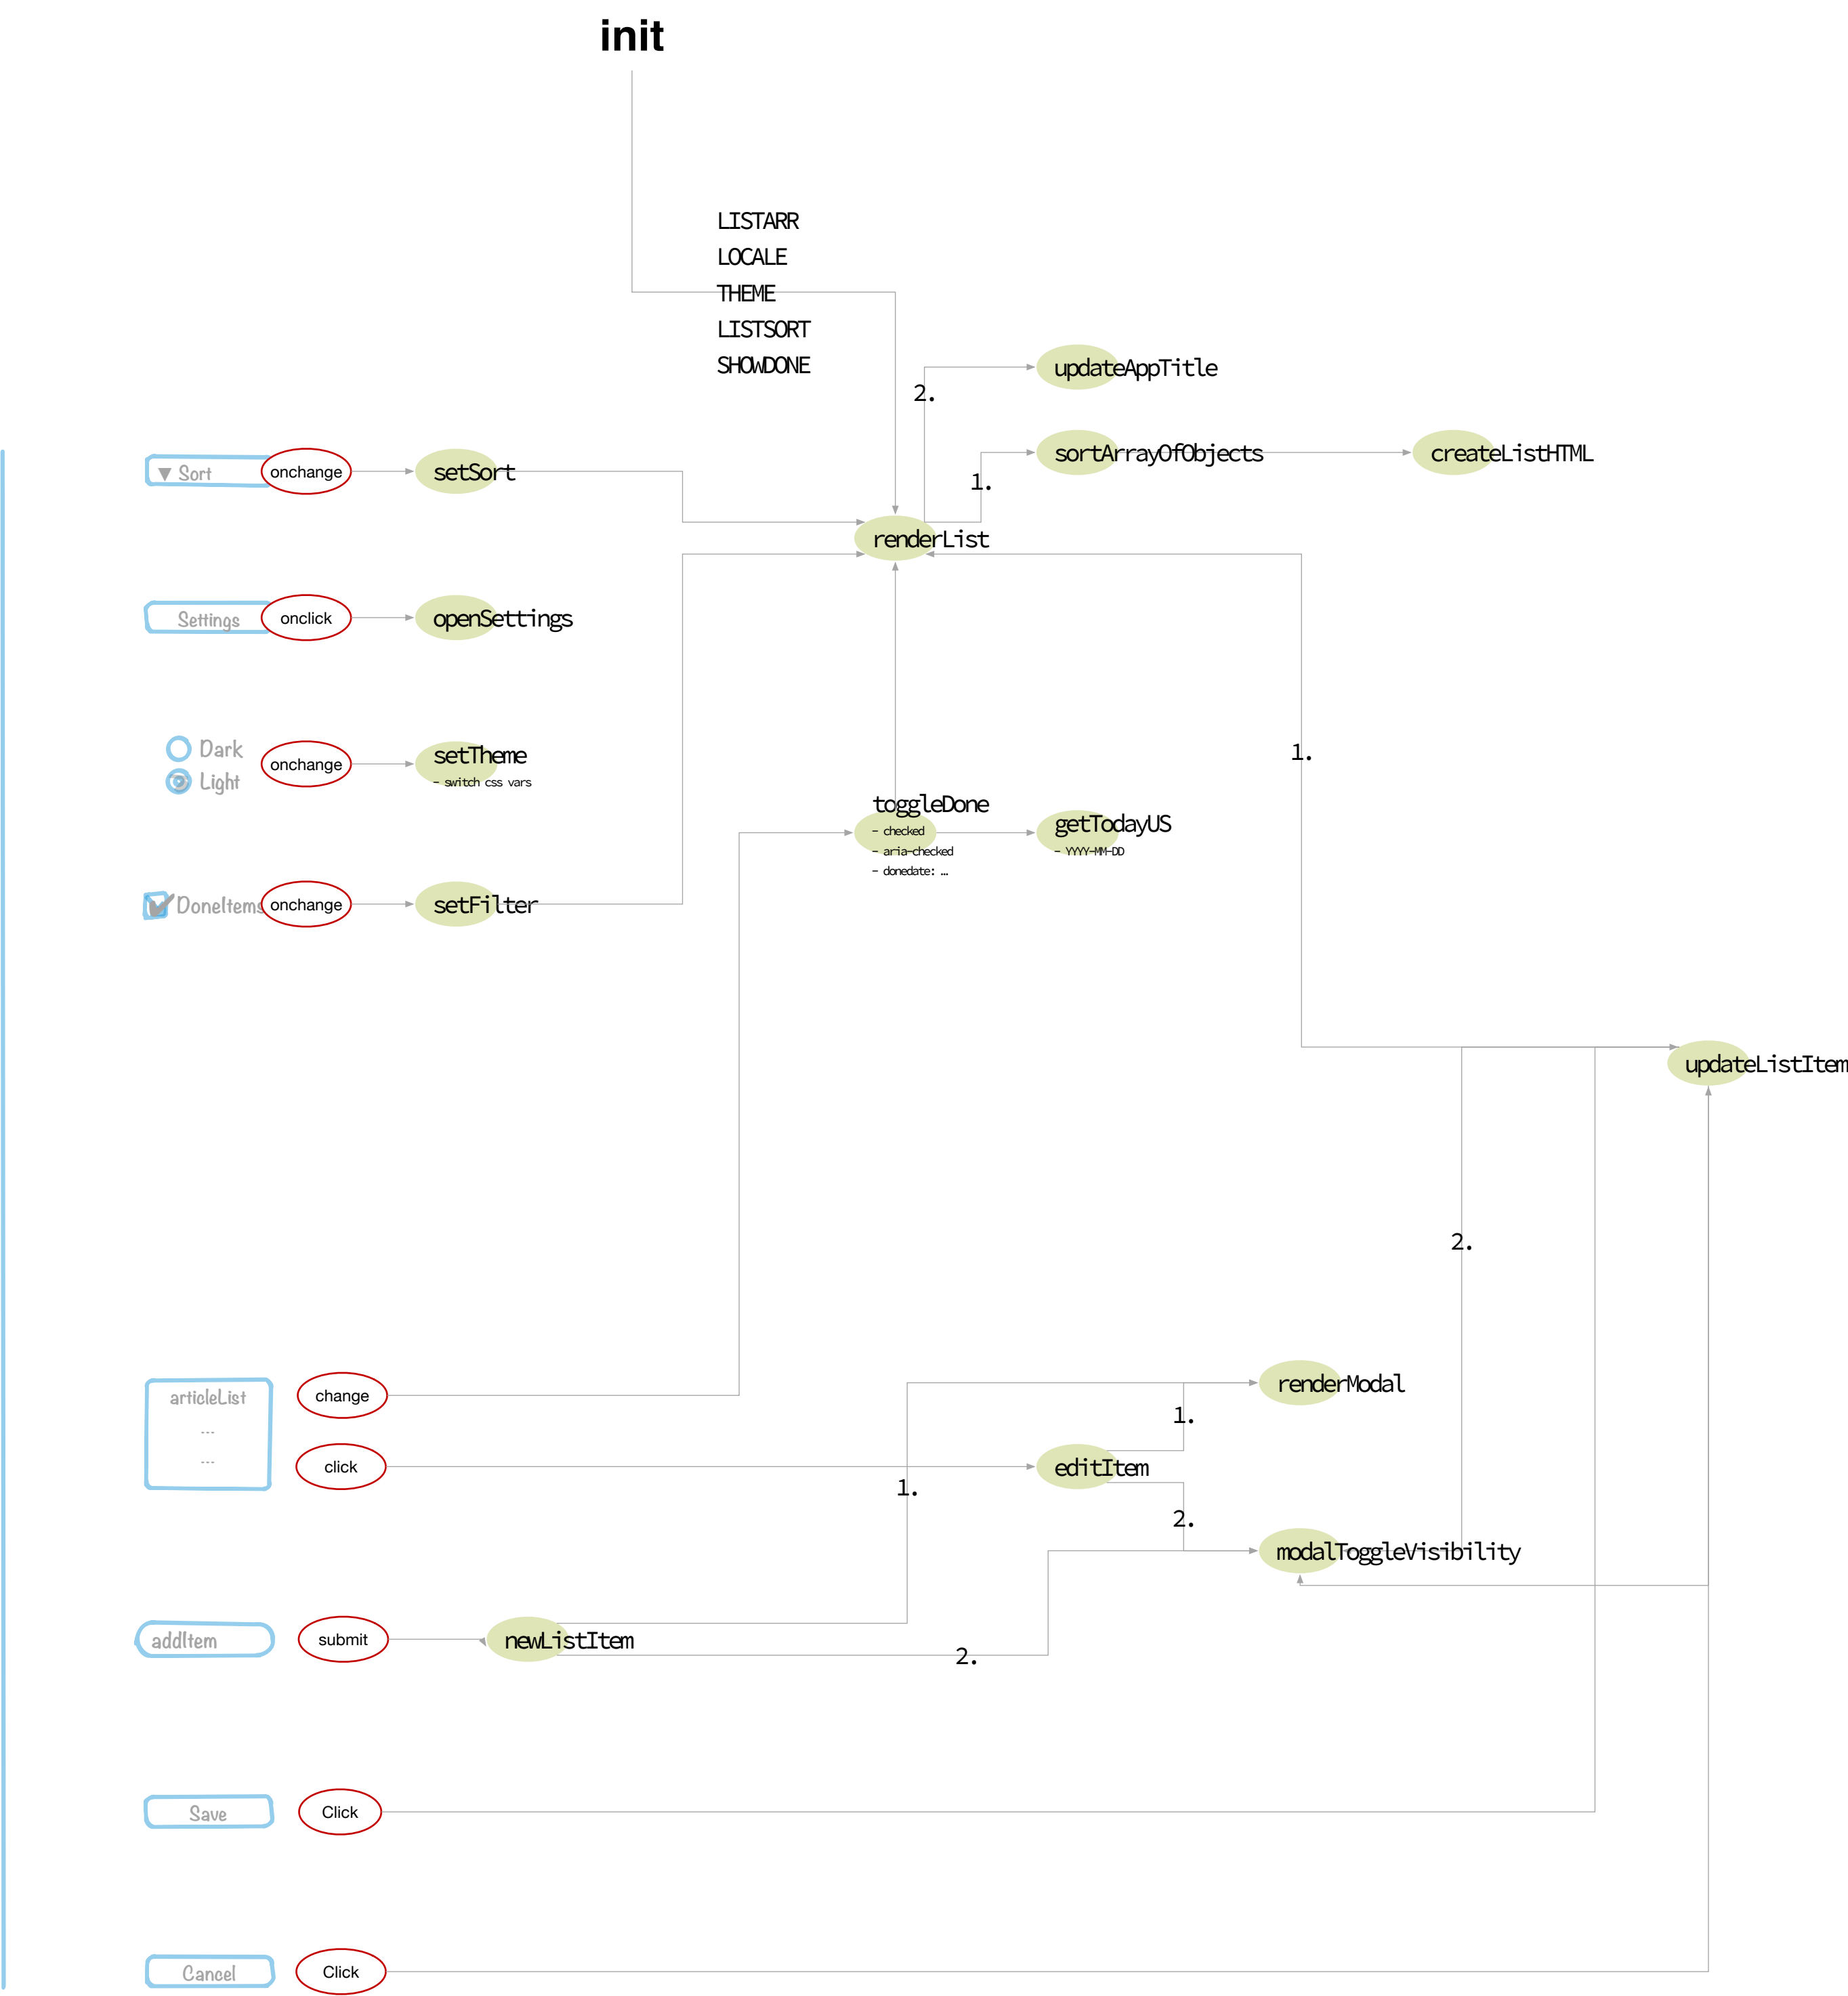 init
LISTARR
LOCALE
THEME
LISTSORT
SHOWDONE
2.
updateAppTitle
▼ Sort
onchange
setSort
1.
sortArrayOfObjects
createListHTML
renderList
Settings
onclick
openSettings
Dark
Light
onchange
setTheme
- switch css vars
1.
toggleDone
- checked
- aria-checked
- donedate: …
getTodayUS
- YYYY-MM-DD
DoneItems
onchange
setFilter
updateListItem
2.
articleList
...
...
change
click
renderModal
1.
editItem
1.
2.
modalToggleVisibility
addItem
submit
newListItem
2.
Save
Click
Cancel
Click